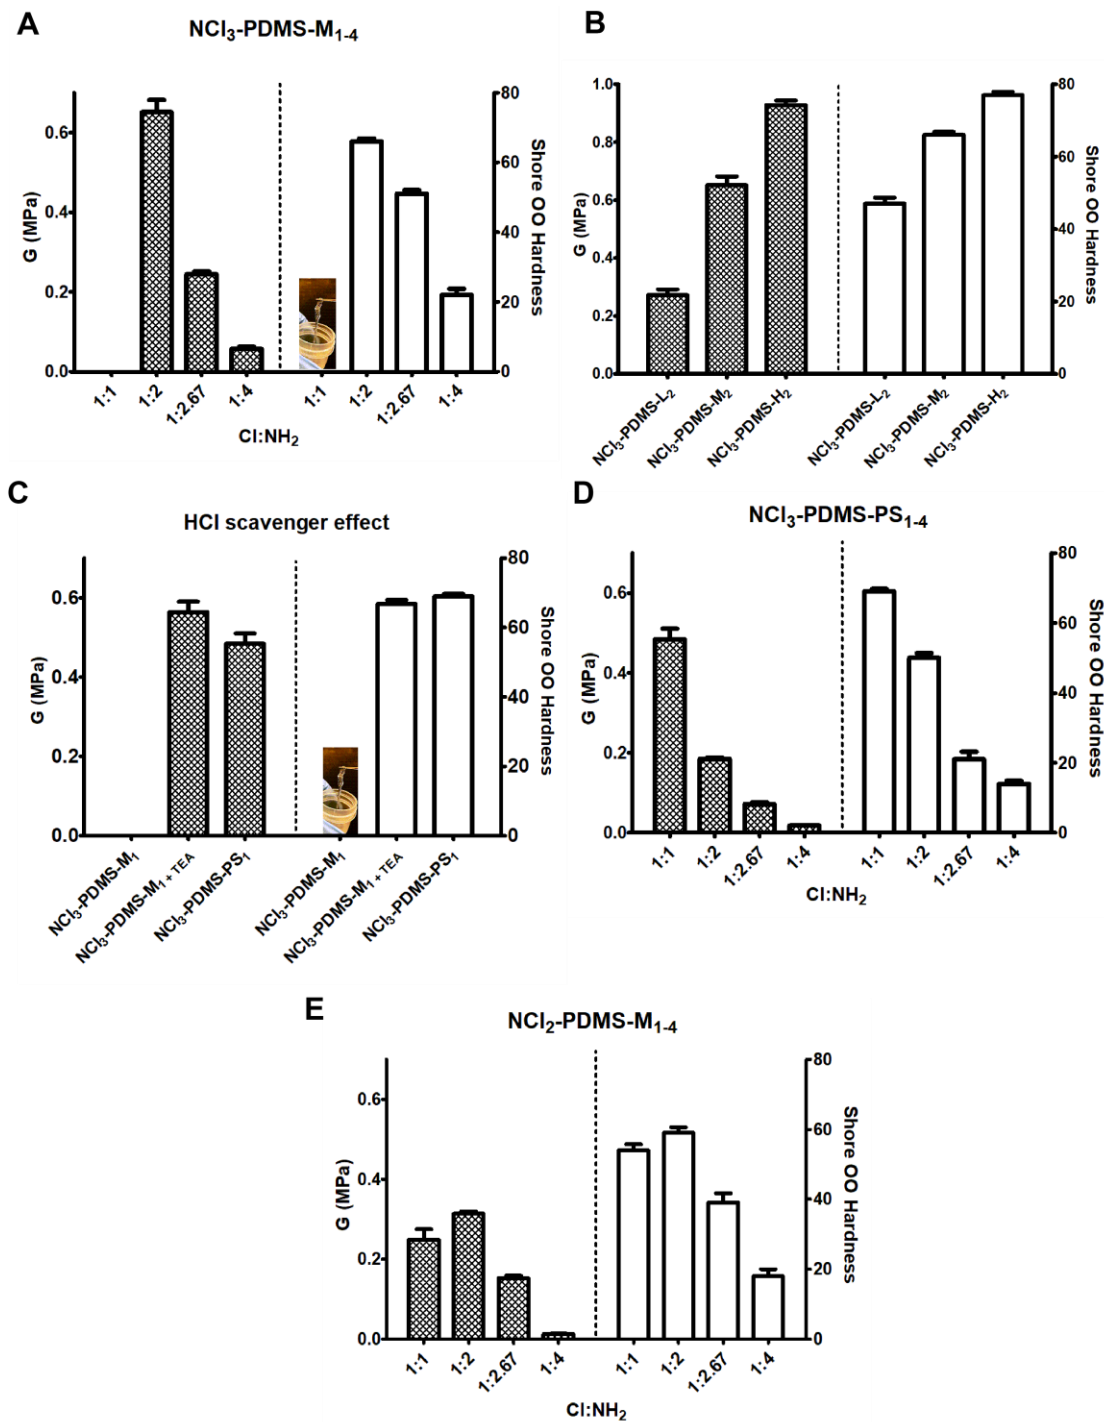 A
NCl₃-PDMS-M₁₋₄
G (MPa)
0.6
0.4
0.2
0.0
80
60
40
20
0
Shore OO Hardness
1:1
1:2
1:2.67
1:4
1:1
1:2
1:2.67
1:4
Cl:NH₂
B
G (MPa)
1.0
0.8
0.6
0.4
0.2
0.0
80
60
40
20
0
Shore OO Hardness
NCl₃-PDMS-L₂
NCl₃-PDMS-M₂
NCl₃-PDMS-H₂
NCl₃-PDMS-L₂
NCl₃-PDMS-M₂
NCl₃-PDMS-H₂
C
HCl scavenger effect
G (MPa)
0.6
0.4
0.2
0.0
80
60
40
20
0
Shore OO Hardness
NCl₃-PDMS-M₁
NCl₃-PDMS-M₁ + TEA
NCl₃-PDMS-PS₁
NCl₃-PDMS-M₁
NCl₃-PDMS-M₁ + TEA
NCl₃-PDMS-PS₁
D
NCl₃-PDMS-PS₁₋₄
G (MPa)
0.6
0.4
0.2
0.0
80
60
40
20
0
Shore OO Hardness
1:1
1:2
1:2.67
1:4
1:1
1:2
1:2.67
1:4
Cl:NH₂
E
NCl₂-PDMS-M₁₋₄
G (MPa)
0.6
0.4
0.2
0.0
80
60
40
20
0
Shore OO Hardness
1:1
1:2
1:2.67
1:4
1:1
1:2
1:2.67
1:4
Cl:NH₂